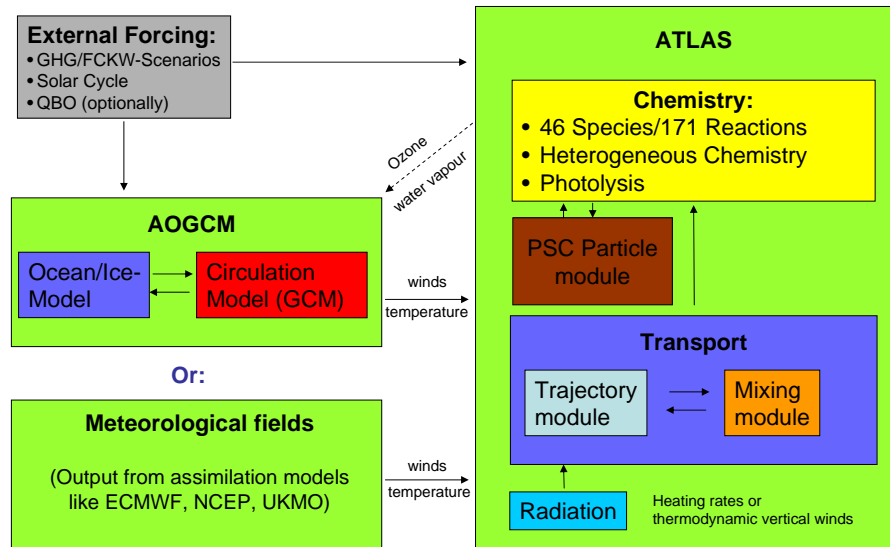 External Forcing:
• GHG/FCKW-Scenarios
• Solar Cycle
• QBO (optionally)
ATLAS
Chemistry:
• 46 Species/171 Reactions
• Heterogeneous Chemistry
• Photolysis
Ozone
water vapour
AOGCM
Ocean/Ice-
Model
Circulation
Model (GCM)
winds
temperature
PSC Particle
module
Transport
Trajectory
module
Mixing
module
Or:
Meteorological fields
(Output from assimilation models
like ECMWF, NCEP, UKMO)
winds
temperature
Radiation
Heating rates or
thermodynamic vertical winds